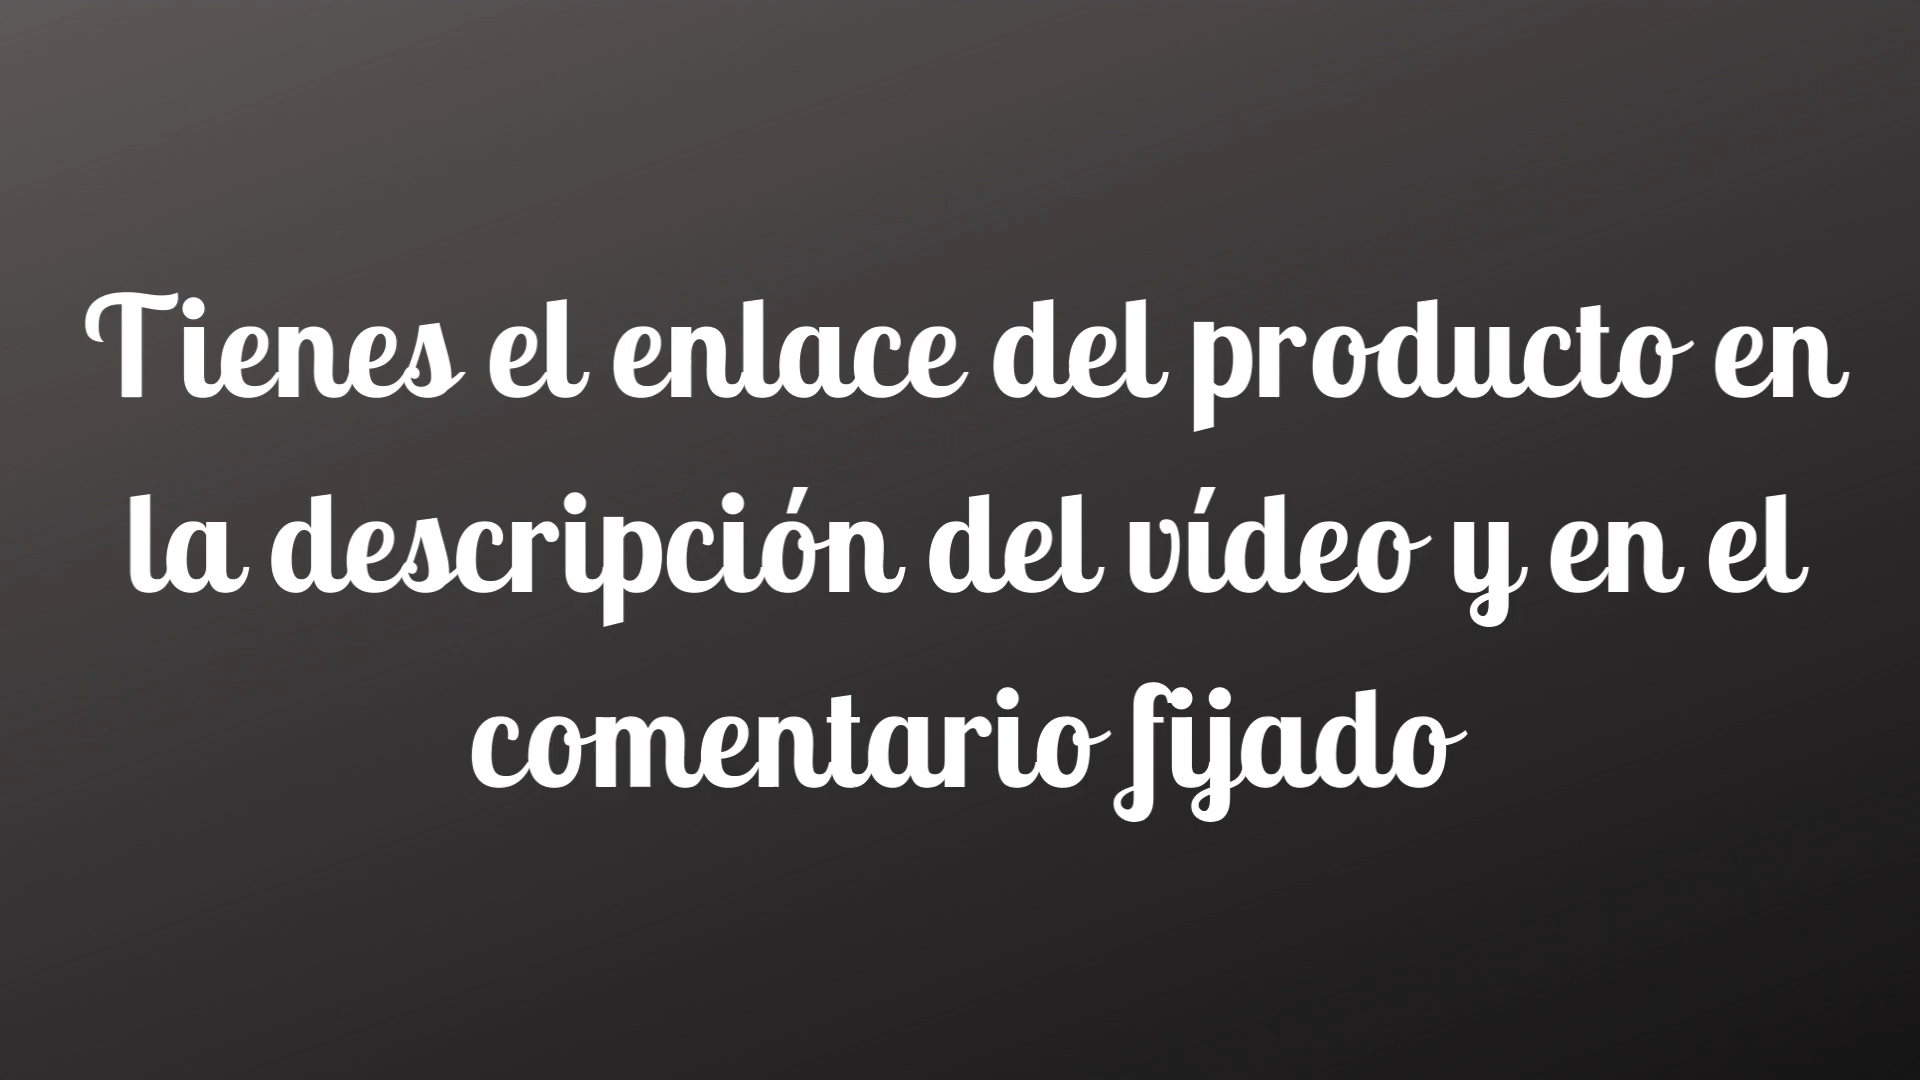 Tienes el enlace del producto en
la descripción del vídeo y en el
comentario fijado